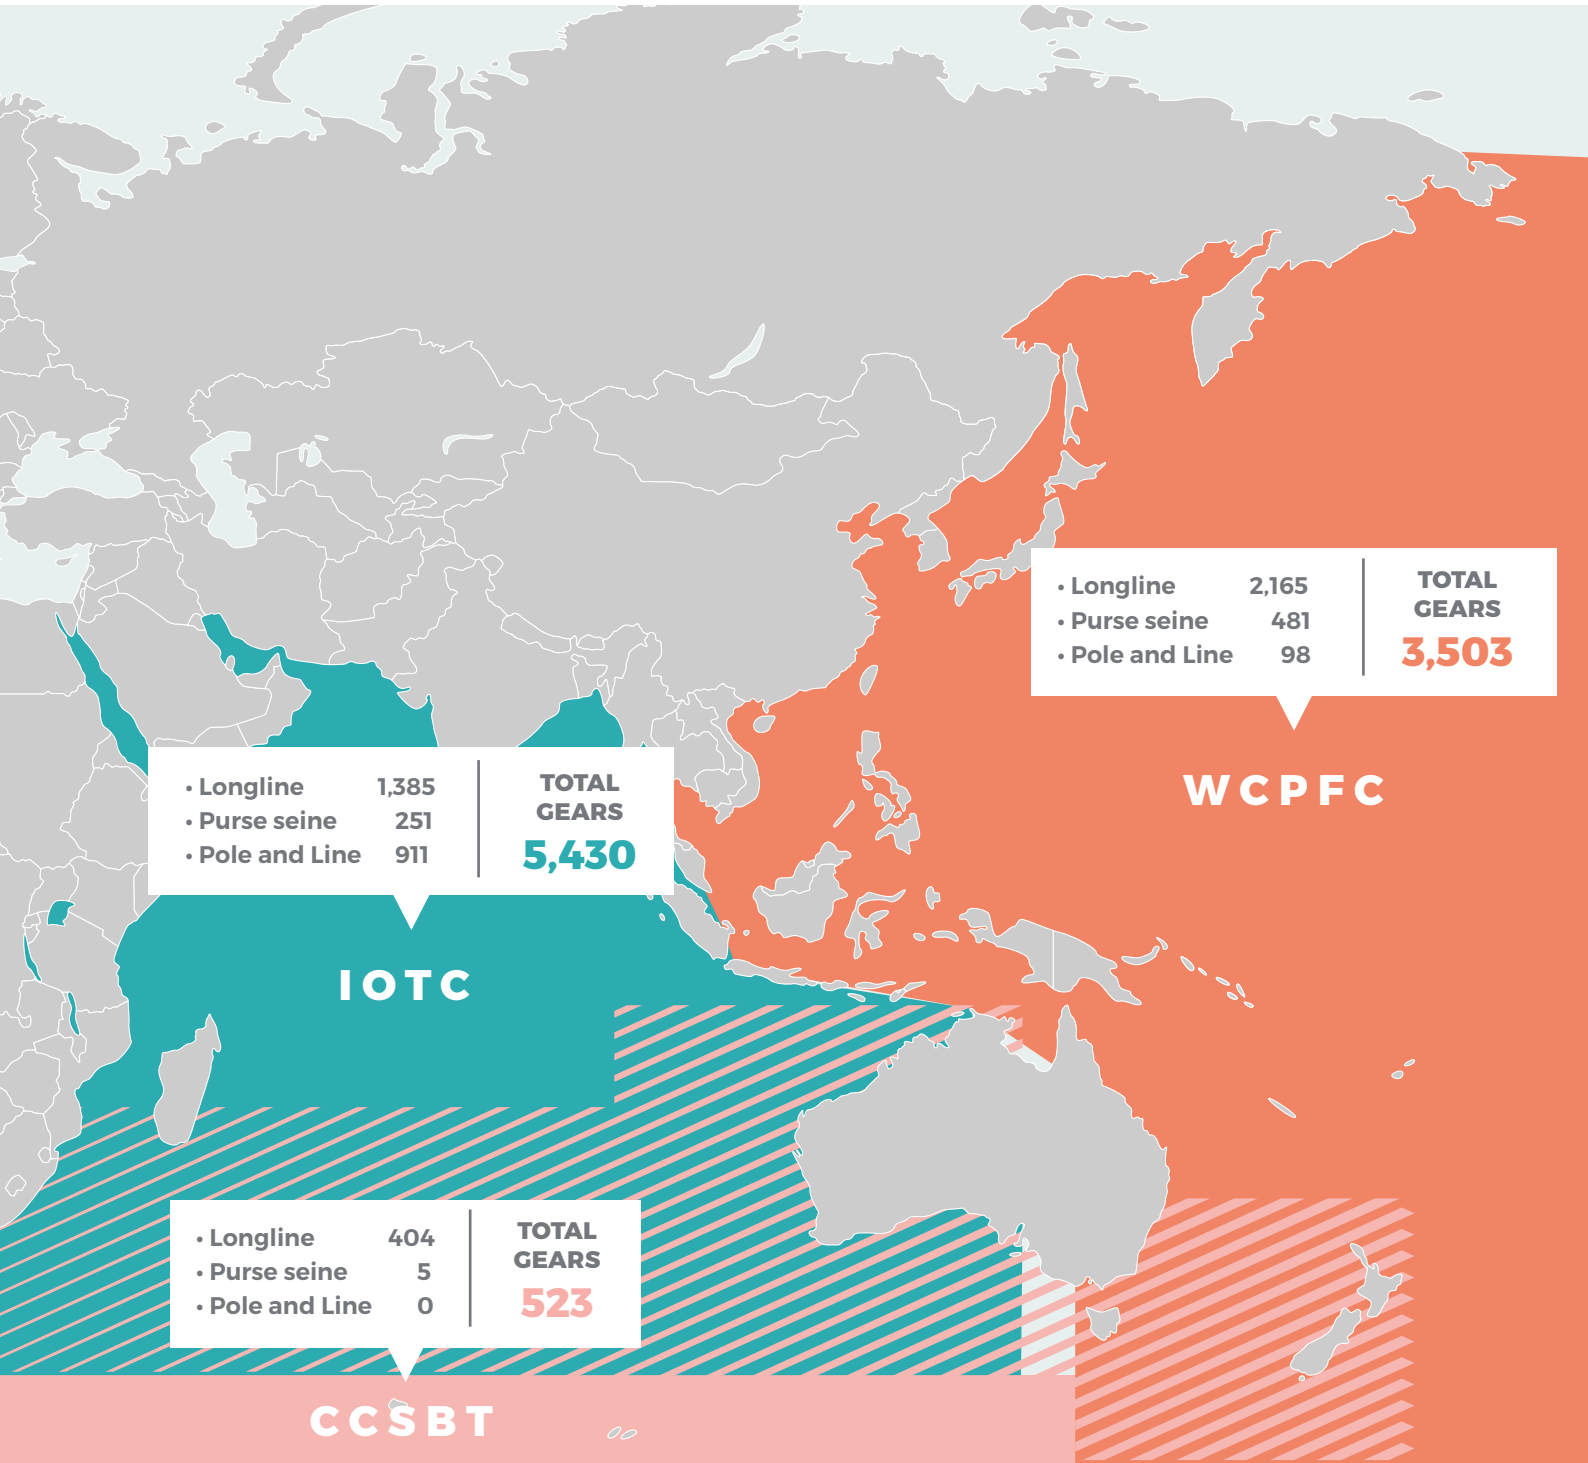 • Longline 2,165
• Purse seine 481
• Pole and Line 98
TOTAL
GEARS
3,503
WCPFC
• Longline 1,385
• Purse seine 251
• Pole and Line 911
TOTAL
GEARS
5,430
IOTC
• Longline 404
• Purse seine 5
• Pole and Line 0
TOTAL
GEARS
523
CCSBT